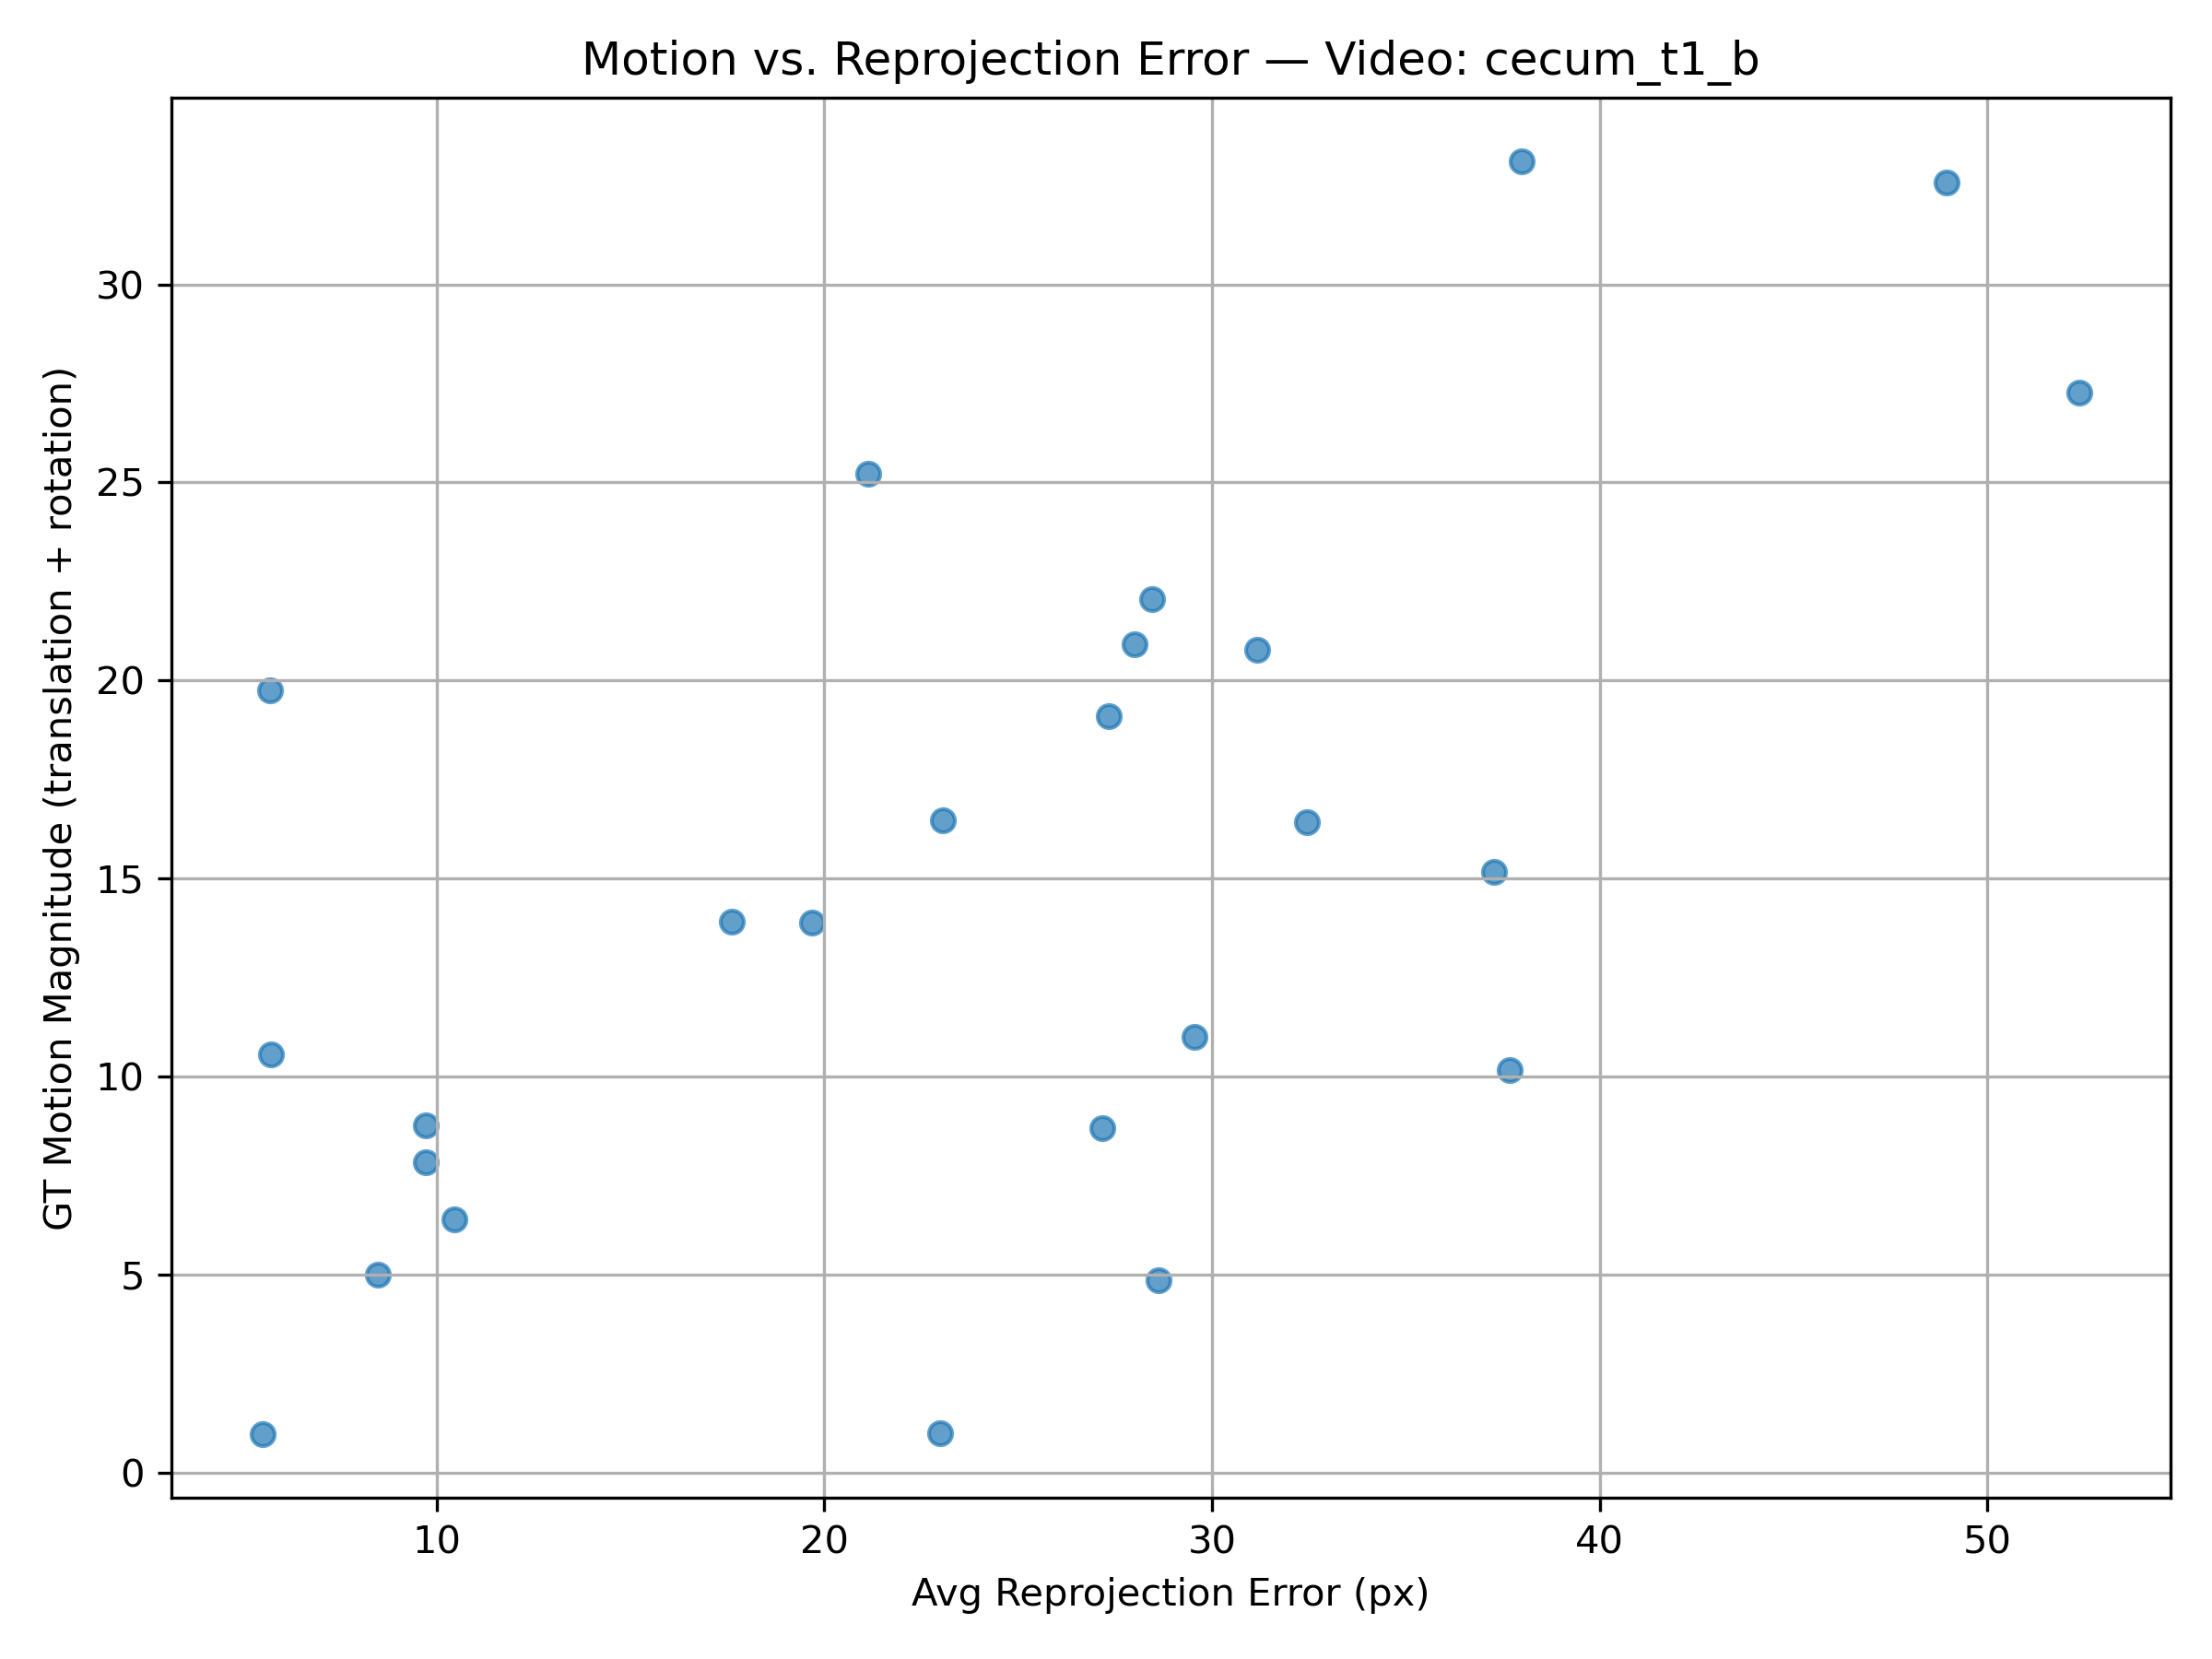 Motion vs. Reprojection Error — Video: cecum_t1_b
GT Motion Magnitude (translation + rotation)
30
25
20
15
10
5
0
10 20 30 40 50
Avg Reprojection Error (px)